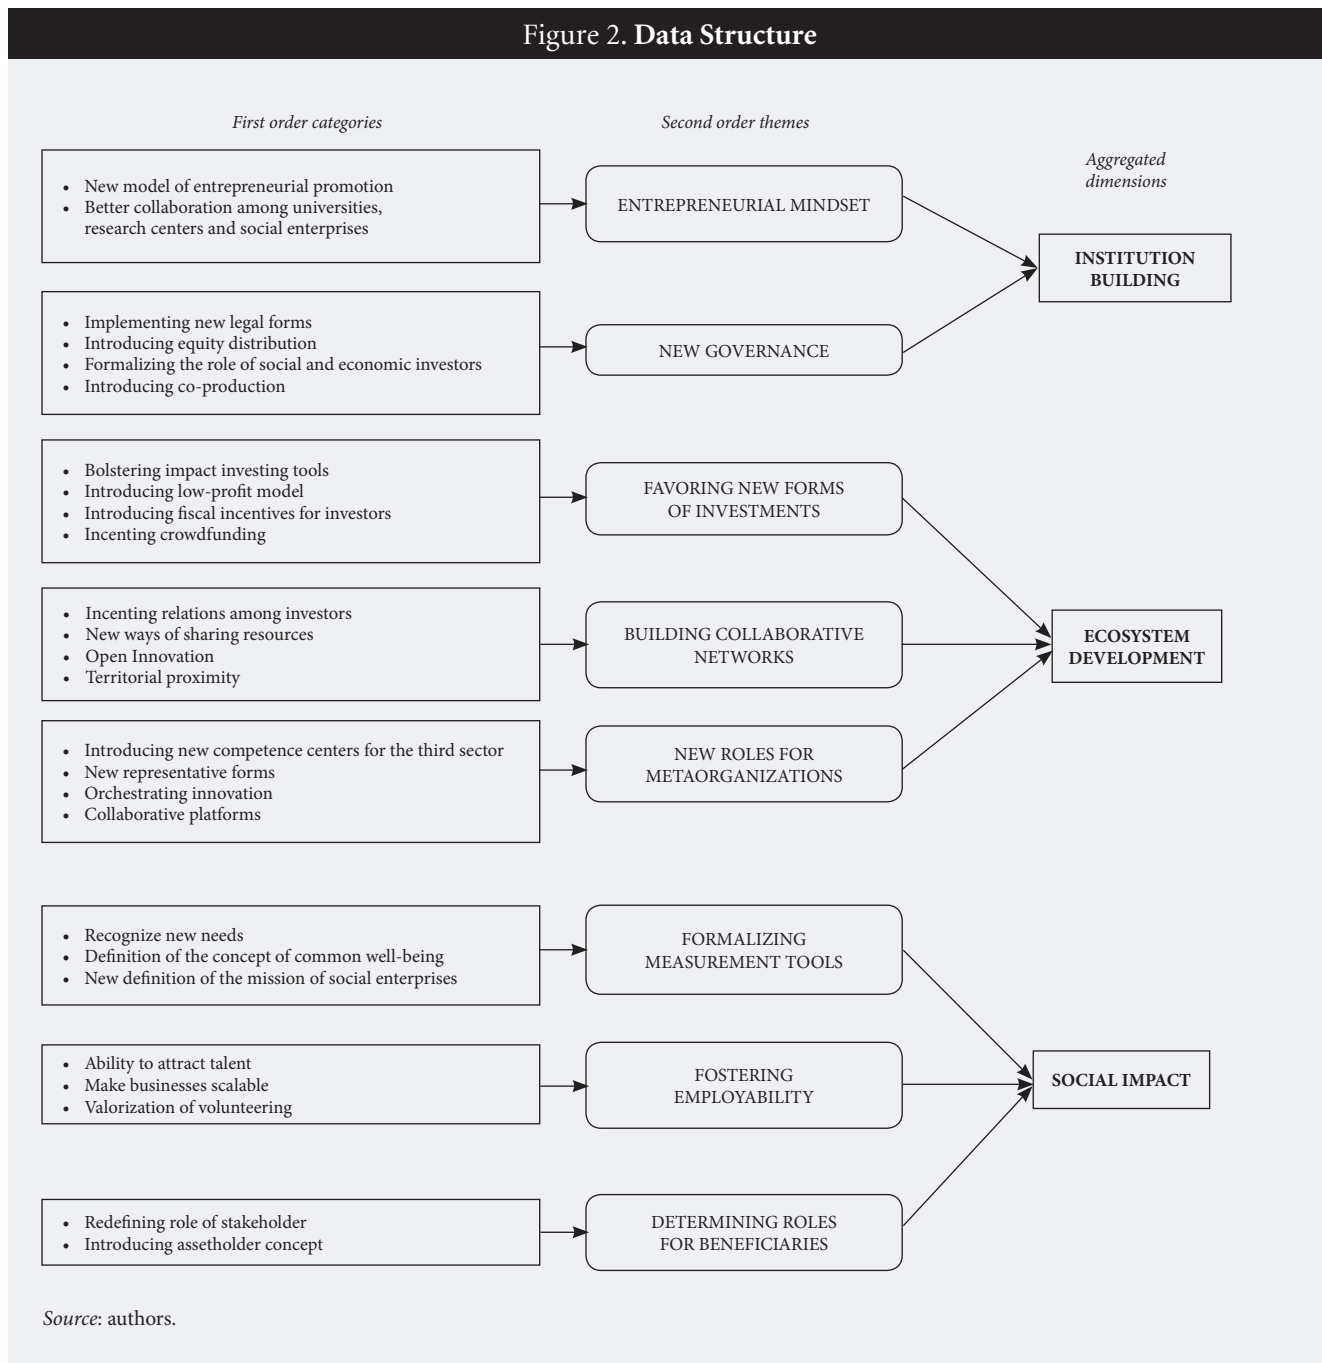 Figure 2. Data Structure
First order categories
Second order themes
Aggregated
dimensions
• New model of entrepreneurial promotion
• Better collaboration among universities,
research centers and social enterprises
ENTREPRENEURIAL MINDSET
INSTITUTION
BUILDING
• Implementing new legal forms
• Introducing equity distribution
• Formalizing the role of social and economic investors
• Introducing co-production
NEW GOVERNANCE
• Bolstering impact investing tools
• Introducing low-profit model
• Introducing fiscal incentives for investors
• Incenting crowdfunding
FAVORING NEW FORMS
OF INVESTMENTS
• Incenting relations among investors
• New ways of sharing resources
• Open Innovation
• Territorial proximity
BUILDING COLLABORATIVE
NETWORKS
ECOSYSTEM
DEVELOPMENT
• Introducing new competence centers for the third sector
• New representative forms
• Orchestrating innovation
• Collaborative platforms
NEW ROLES FOR
METAORGANIZATIONS
• Recognize new needs
• Definition of the concept of common well-being
• New definition of the mission of social enterprises
FORMALIZING
MEASUREMENT TOOLS
• Ability to attract talent
• Make businesses scalable
• Valorization of volunteering
FOSTERING
EMPLOYABILITY
SOCIAL IMPACT
• Redefining role of stakeholder
• Introducing assetholder concept
DETERMINING ROLES
FOR BENEFICIARIES
Source: authors.